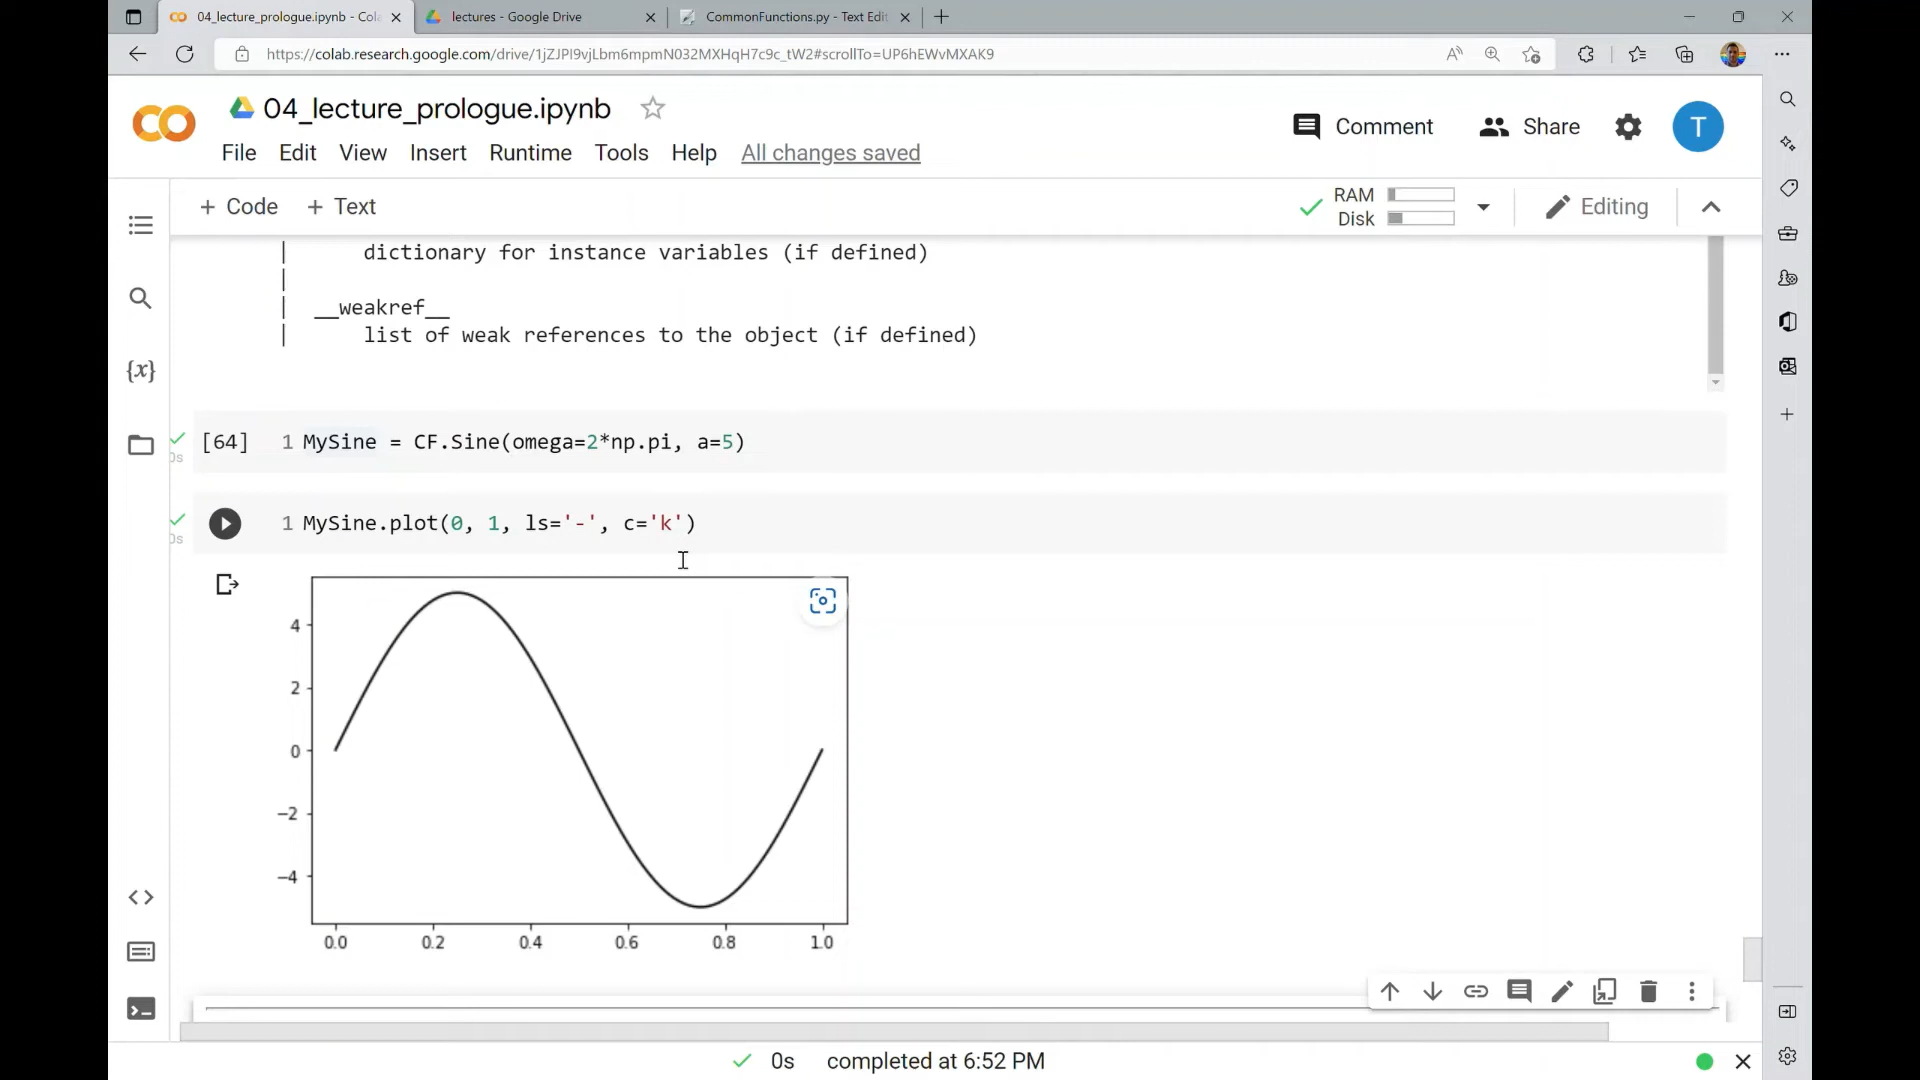 04_lecture_prologue.ipynb - Cola
lectures - Google Drive
CommonFunctions.py - Text Edit
https://colab.research.google.com/drive/1jZJPI9vjLbm6mpmN032MXHqH7c9c_tW2#scrollTo=UP6hEWvMXAK9
04_lecture_prologue.ipynb
Comment
Share
T
File Edit View Insert Runtime Tools Help All changes saved
+ Code + Text
RAM
Disk
Editing
| dictionary for instance variables (if defined)
|
| __weakref__
| list of weak references to the object (if defined)
{x}
[64] 1 MySine = CF.Sine(omega=2*np.pi, a=5)
0s
1 MySine.plot(0, 1, ls='-', c='k')
0s
4
2
0
−2
−4
0.0 0.2 0.4 0.6 0.8 1.0
0s completed at 6:52 PM